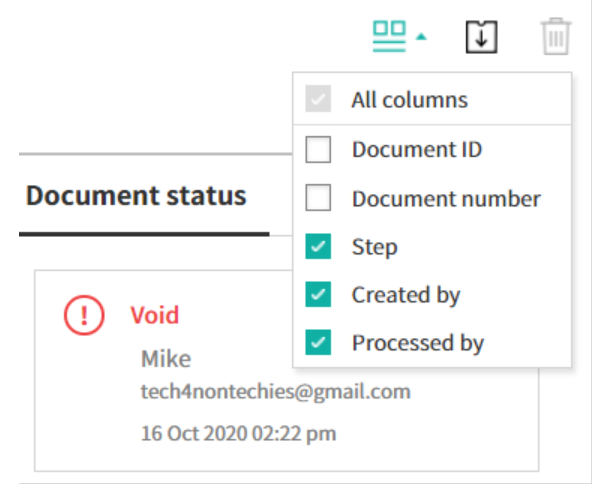 All columns
Document ID
Document number
Step
Created by
Processed by
Document status
Void
Mike
tech4nontechies@gmail.com
16 Oct 2020 02:22 pm